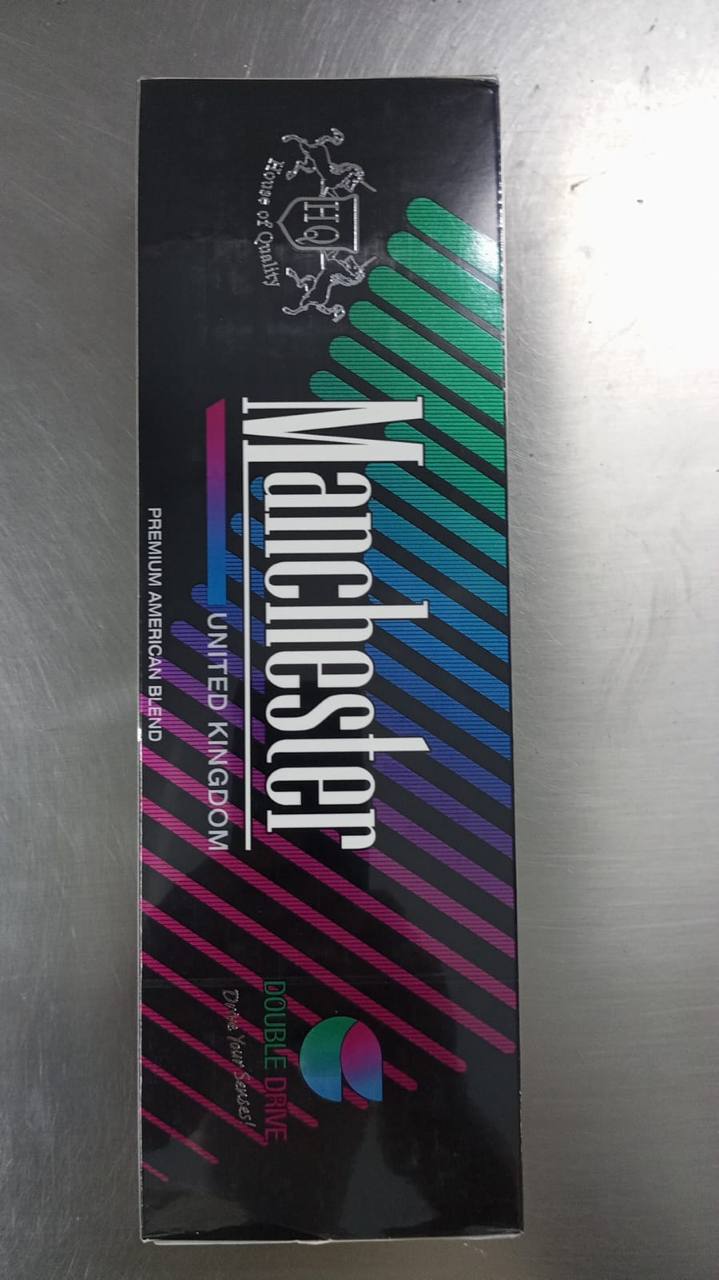 HQ
House of Quality
Manchester
UNITED KINGDOM
PREMIUM AMERICAN BLEND
DOUBLE DRIVE
Drive Your Senses!